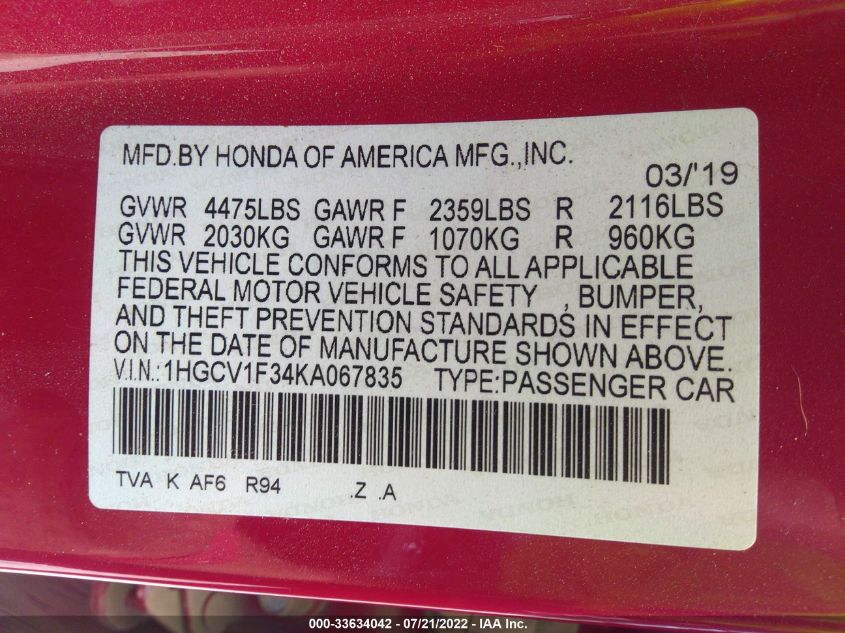 MFD.BY HONDA OF AMERICA MFG.,INC.
03/'19
GVWR 4475LBS GAWR F 2359LBS R 2116LBS
GVWR 2030KG GAWR F 1070KG R 960KG
THIS VEHICLE CONFORMS TO ALL APPLICABLE
FEDERAL MOTOR VEHICLE SAFETY , BUMPER,
AND THEFT PREVENTION STANDARDS IN EFFECT
ON THE DATE OF MANUFACTURE SHOWN ABOVE.
V.I.N.:1HGCV1F34KA067835 TYPE:PASSENGER CAR
TVA K AF6 R94 .Z .A
000-33634042 - 07/21/2022 - IAA Inc.